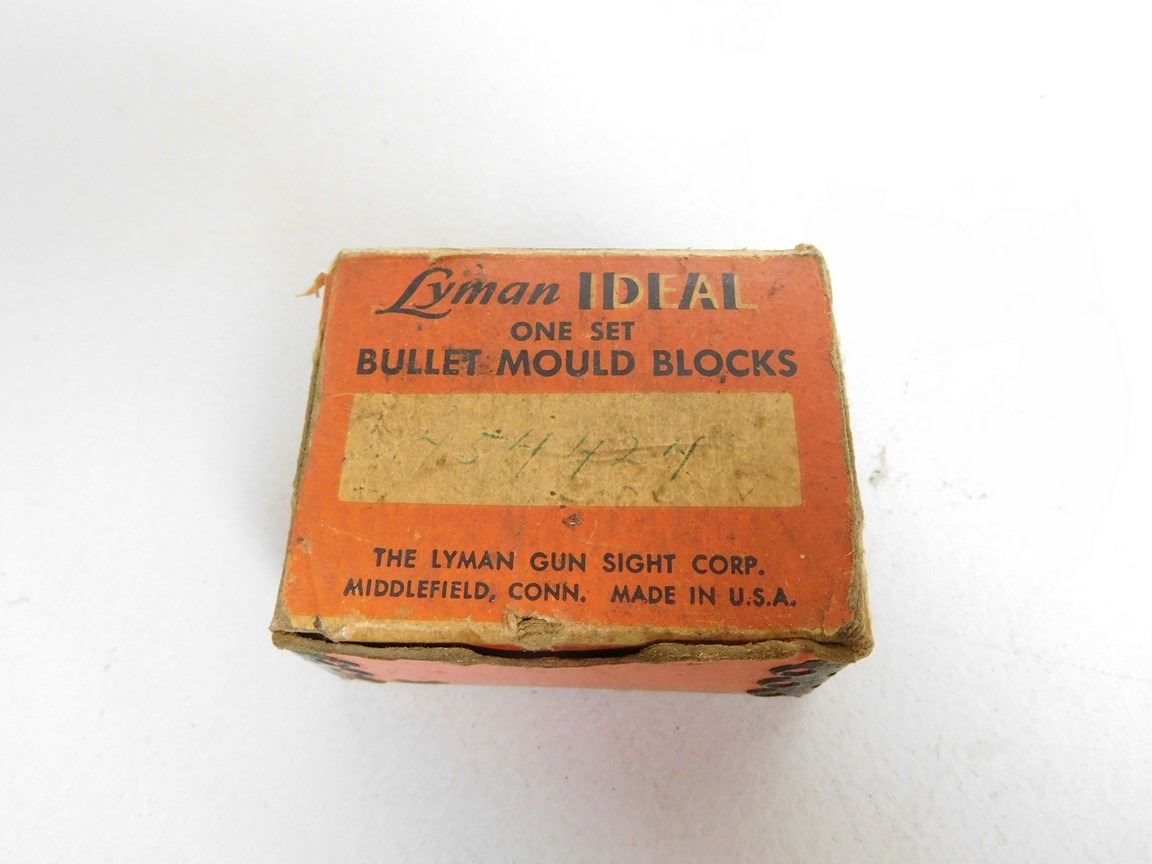 Lyman IDEAL
ONE SET
BULLET MOULD BLOCKS
454424
THE LYMAN GUN SIGHT CORP.
MIDDLEFIELD, CONN. MADE IN U.S.A.